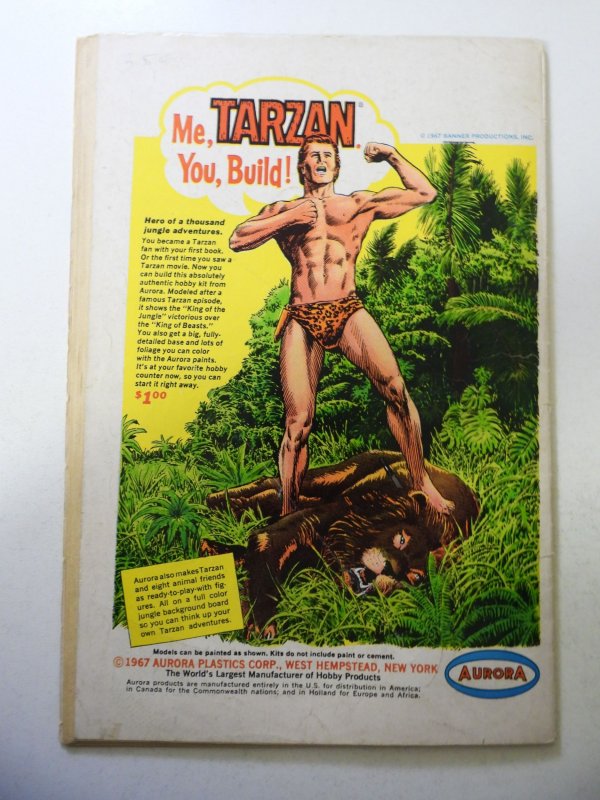 Me, TARZAN®.
You, Build!
© 1967 BANNER PRODUCTIONS, INC.
Hero of a thousand
jungle adventures.
You became a Tarzan
fan with your first book.
Or the first time you saw a
Tarzan movie. Now you
can build this absolutely
authentic hobby kit from
Aurora. Modeled after a
famous Tarzan episode,
it shows the "King of the
Jungle" victorious over
the "King of Beasts."
You also get a big, fully-
detailed base and lots of
foliage you can color
with the Aurora paints.
It's at your favorite hobby
counter now, so you can
start it right away.
$1.00
Aurora also makes Tarzan
and eight animal friends
as ready-to-play-with fig-
ures. All on a full color
jungle background board
so you can think up your
own Tarzan adventures.
Models can be painted as shown. Kits do not include paint or cement.
© 1967 AURORA PLASTICS CORP., WEST HEMPSTEAD, NEW YORK
The World's Largest Manufacturer of Hobby Products
Aurora products are manufactured entirely in the U.S. for distribution in America;
in Canada for the Commonwealth nations; and in Holland for Europe and Africa.
AURORA